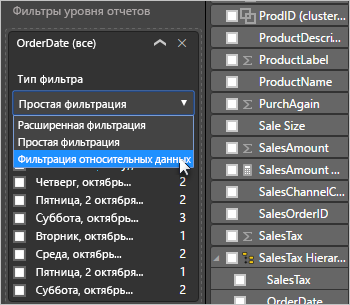 Фильтры уровня отчетов
OrderDate (все)
Тип фильтра
Простая фильтрация
Расширенная фильтрация
Простая фильтрация
Фильтрация относительных данных
2
Четверг, октябрь... 2
Пятница, 2 октября... 2
Суббота, октябрь... 3
Вторник, октябрь... 1
Среда, октябрь... 2
Пятница, 2 октября... 1
Суббота, октябрь... 2
ProdID (cluster...
ProductDescri...
ProductLabel
ProductName
PurchAgain
Sale Size
SalesAmount
SalesAmount ...
SalesChannelC...
SalesOrderID
SalesTax
SalesTax Hierar...
SalesTax
OrderDate